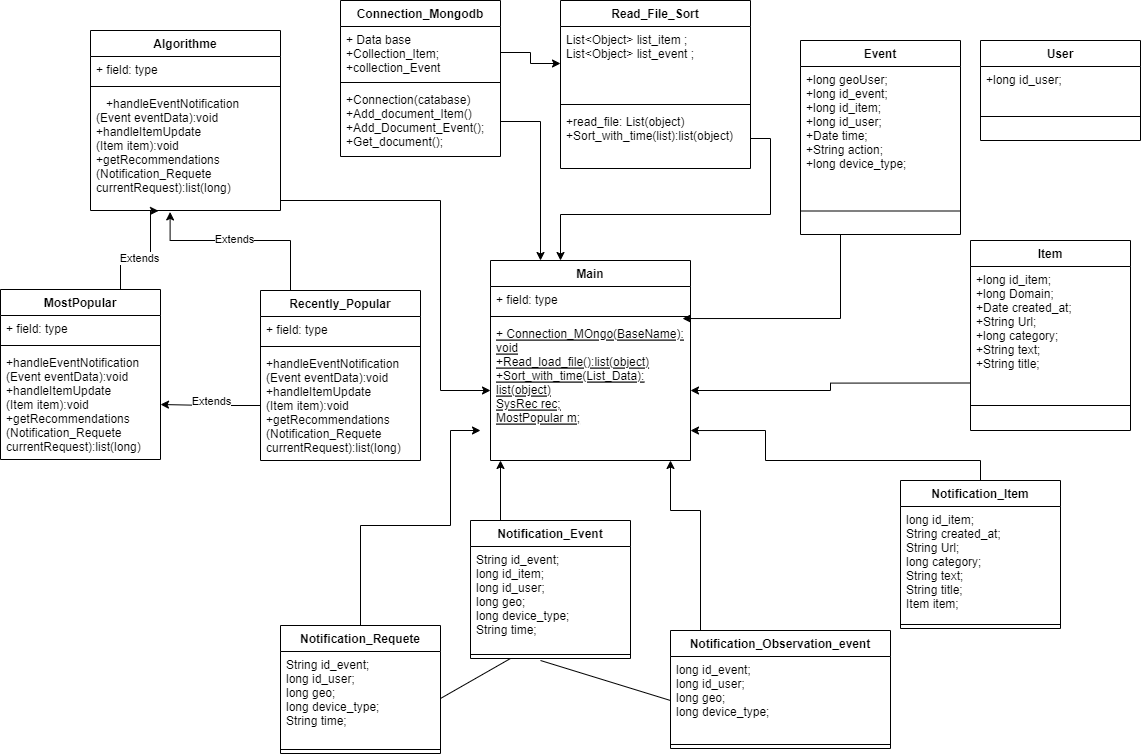 Algorithme
+ field: type
+handleEventNotification
(Event eventData):void
+handleItemUpdate
(Item item):void
+getRecommendations
(Notification_Requete
currentRequest):list(long)
Connection_Mongodb
+ Data base
+Collection_Item;
+collection_Event
+Connection(catabase)
+Add_document_Item()
+Add_Document_Event();
+Get_document();
Read_File_Sort
List<Object> list_item ;
List<Object> list_event ;
+read_file: List(object)
+Sort_with_time(list):list(object)
Event
+long geoUser;
+long id_event;
+long id_item;
+long id_user;
+Date time;
+String action;
+long device_type;
User
+long id_user;
Extends
Extends
MostPopular
+ field: type
+handleEventNotification
(Event eventData):void
+handleItemUpdate
(Item item):void
+getRecommendations
(Notification_Requete
currentRequest):list(long)
Extends
Recently_Popular
+ field: type
+handleEventNotification
(Event eventData):void
+handleItemUpdate
(Item item):void
+getRecommendations
(Notification_Requete
currentRequest):list(long)
Main
+ field: type
+ Connection_MOngo(BaseName):
void
+Read_load_file():list(object)
+Sort_with_time(List_Data):
list(object)
SysRec rec;
MostPopular m;
Item
+long id_item;
+long Domain;
+Date created_at;
+String Url;
+long category;
+String text;
+String title;
Notification_Item
long id_item;
String created_at;
String Url;
long category;
String text;
String title;
Item item;
Notification_Event
String id_event;
long id_item;
long id_user;
long geo;
long device_type;
String time;
Notification_Requete
String id_event;
long id_user;
long geo;
long device_type;
String time;
Notification_Observation_event
long id_event;
long id_user;
long geo;
long device_type;